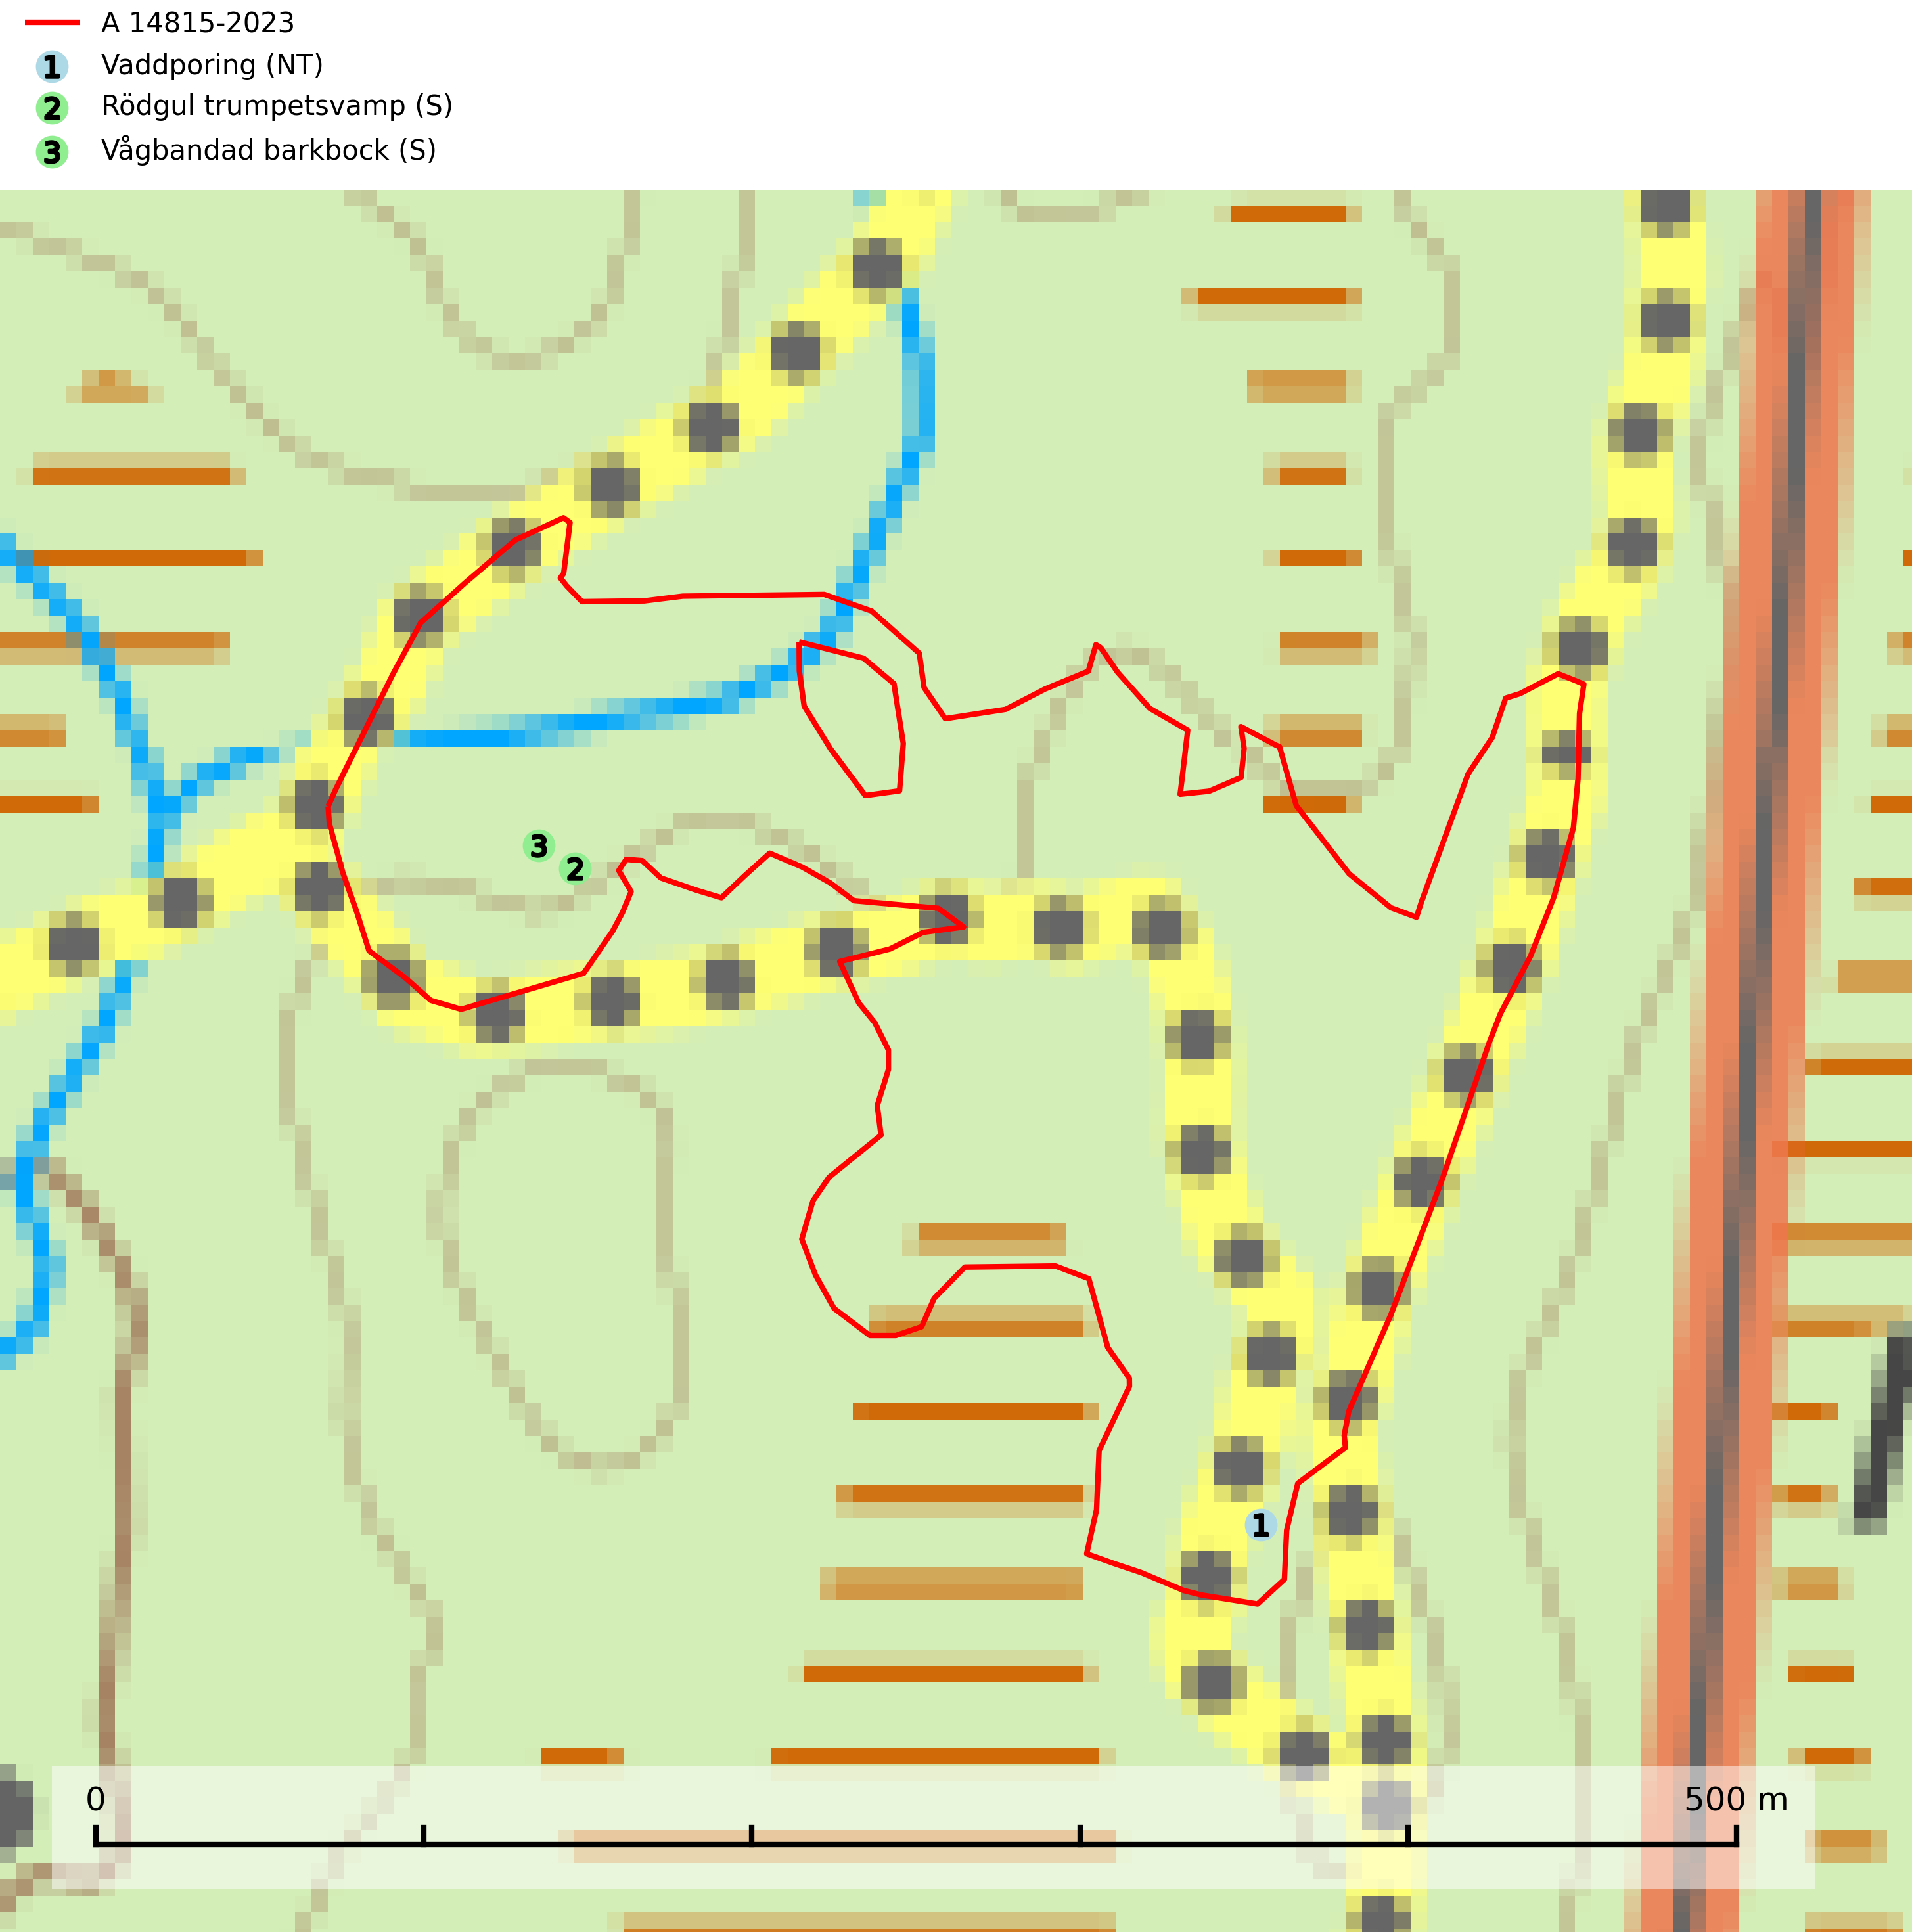 A 14815-2023
1 Vaddporing (NT)
2 Rödgul trumpetsvamp (S)
3 Vågbandad barkbock (S)
3
2
1
0 500 m